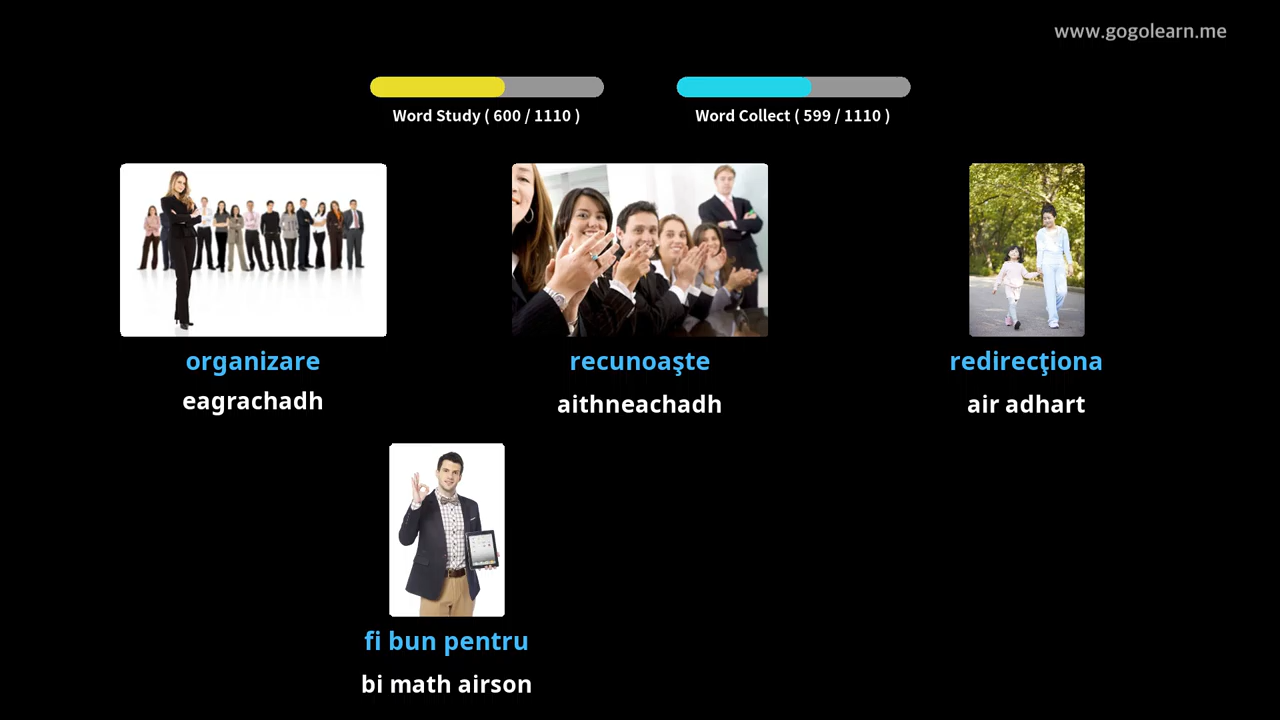 www.gogolearn.me
Word Study ( 600 / 1110 )
Word Collect ( 599 / 1110 )
organizare
eagrachadh
recunoaşte
aithneachadh
redirecţiona
air adhart
fi bun pentru
bi math airson